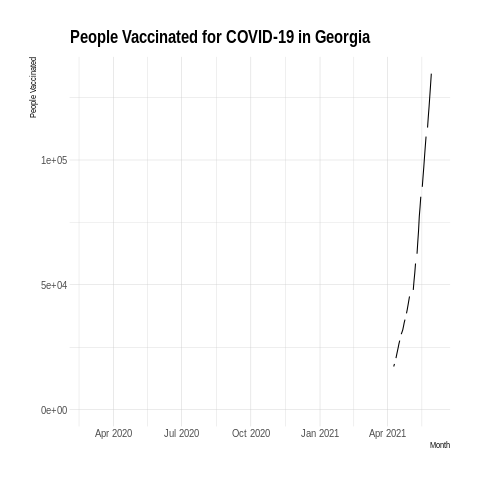 People Vaccinated for COVID-19 in Georgia
People Vaccinated
1e+05
5e+04
0e+00
Apr 2020 Jul 2020 Oct 2020 Jan 2021 Apr 2021
Month